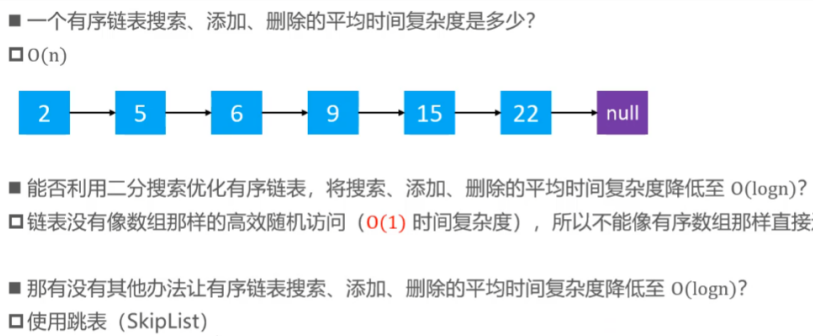 ■ 一个有序链表搜索、添加、删除的平均时间复杂度是多少？
□ O(n)
2 5 6 9 15 22 null
■ 能否利用二分搜索优化有序链表，将搜索、添加、删除的平均时间复杂度降低至 O(logn)？
□ 链表没有像数组那样的高效随机访问（O(1) 时间复杂度），所以不能像有序数组那样直接
■ 那有没有其他办法让有序链表搜索、添加、删除的平均时间复杂度降低至 O(logn)？
□ 使用跳表（SkipList）